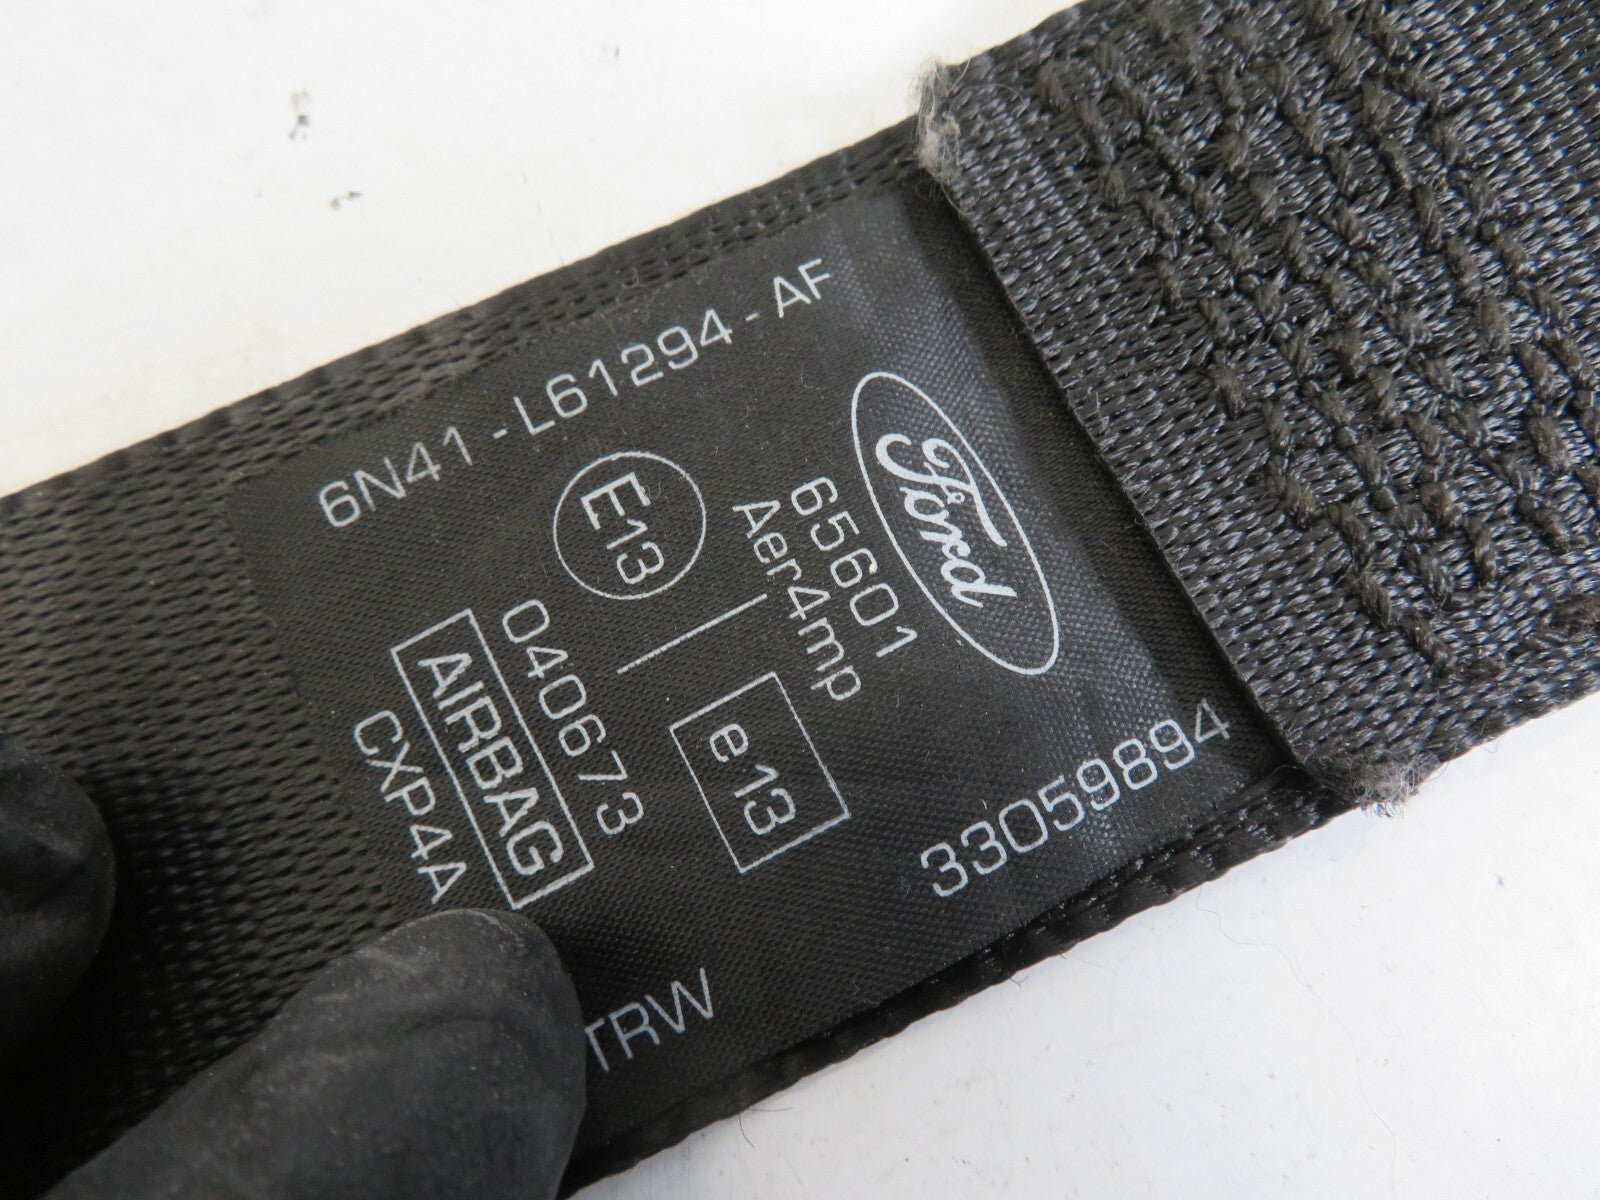 6N41-L61294-AF
Ford
65601
Aer4mp
E13
e13
040673
AIRBAG
CXP4A
33059894
TRW